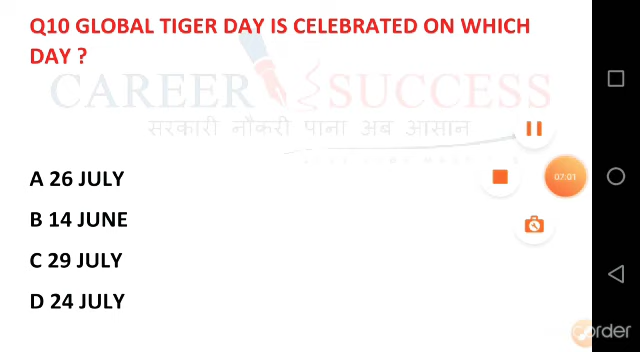 Q10 GLOBAL TIGER DAY IS CELEBRATED ON WHICH
DAY ?
CAREER SUCCESS
सरकारी नौकरी पाना अब आसान
A 26 JULY
07:01
B 14 JUNE
C 29 JULY
D 24 JULY